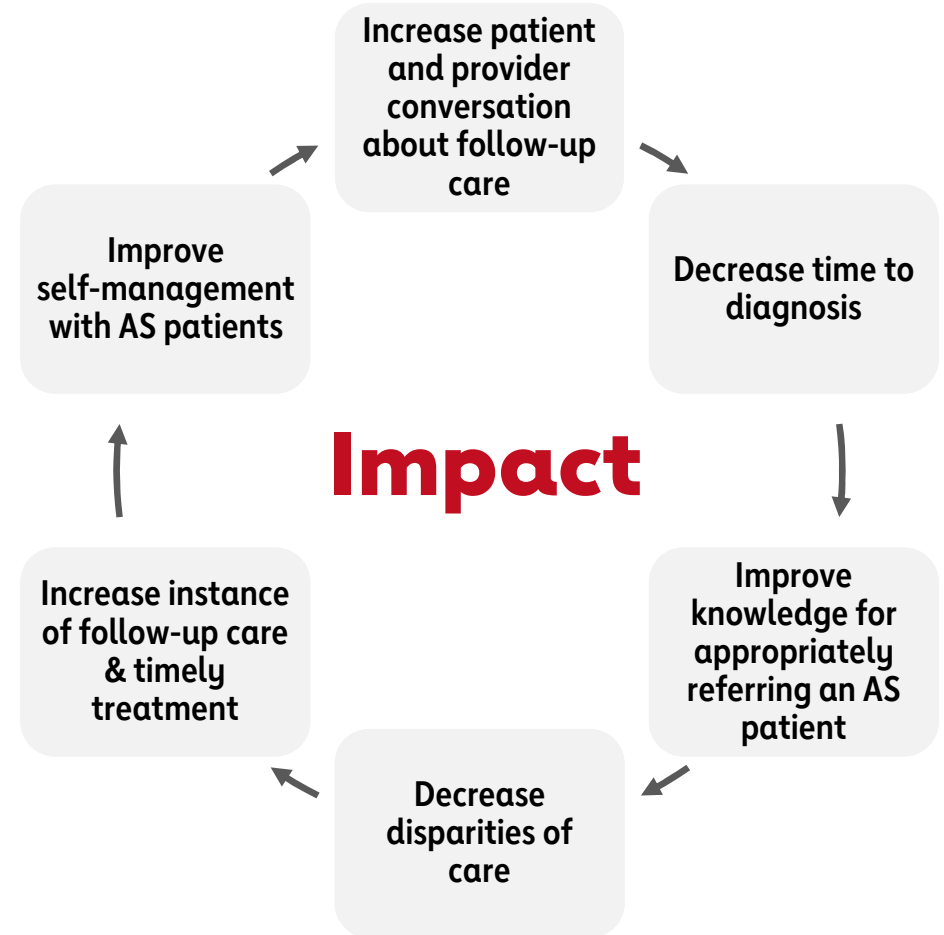 Increase patient
and provider
conversation
about follow-up
care
Decrease time to
diagnosis
Improve
knowledge for
appropriately
referring an AS
patient
Decrease
disparities of
care
Increase instance
of follow-up care
& timely
treatment
Improve
self-management
with AS patients
Impact